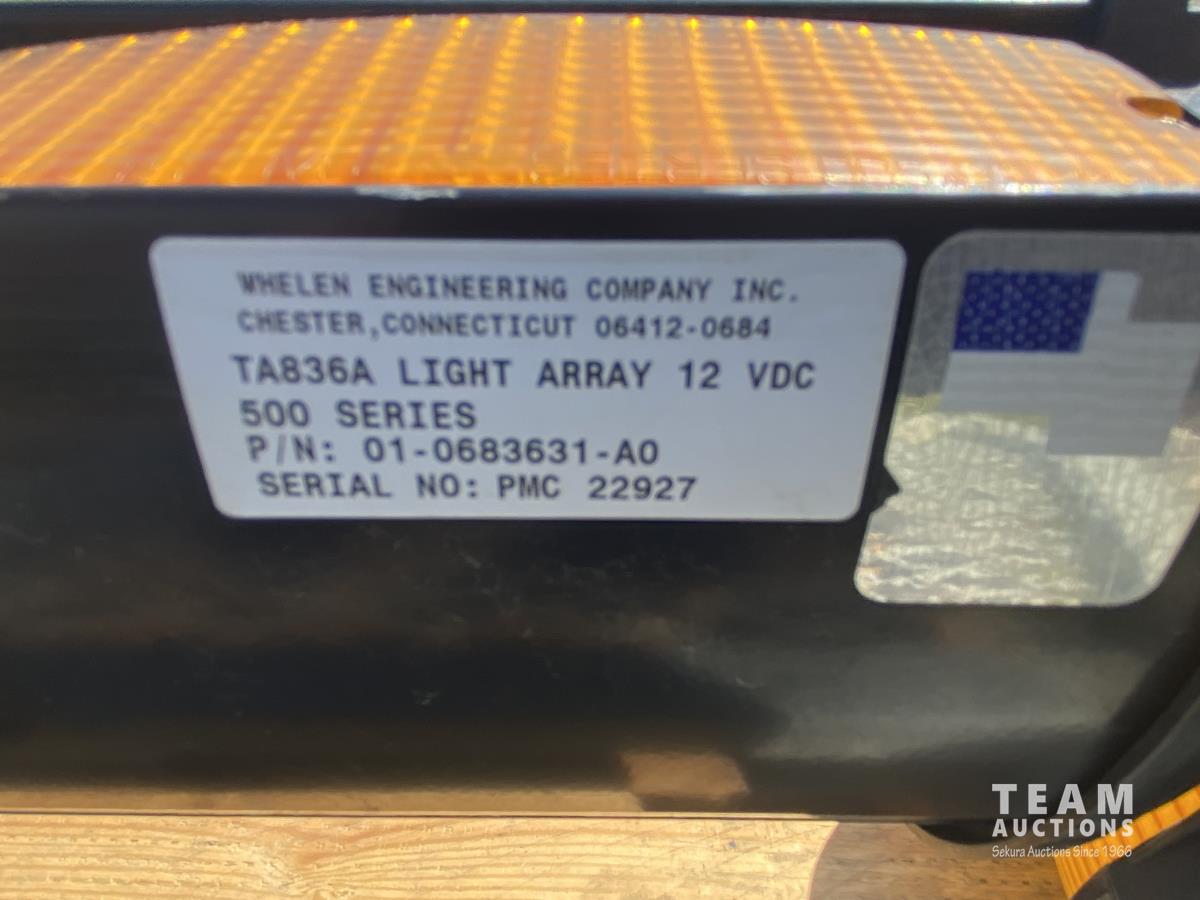 WHELEN ENGINEERING COMPANY INC.
CHESTER,CONNECTICUT 06412-0684
TA836A LIGHT ARRAY 12 VDC
500 SERIES
P/N: 01-0683631-A0
SERIAL NO: PMC 22927
TEAM
AUCTIONS
Sekura Auctions Since 1966